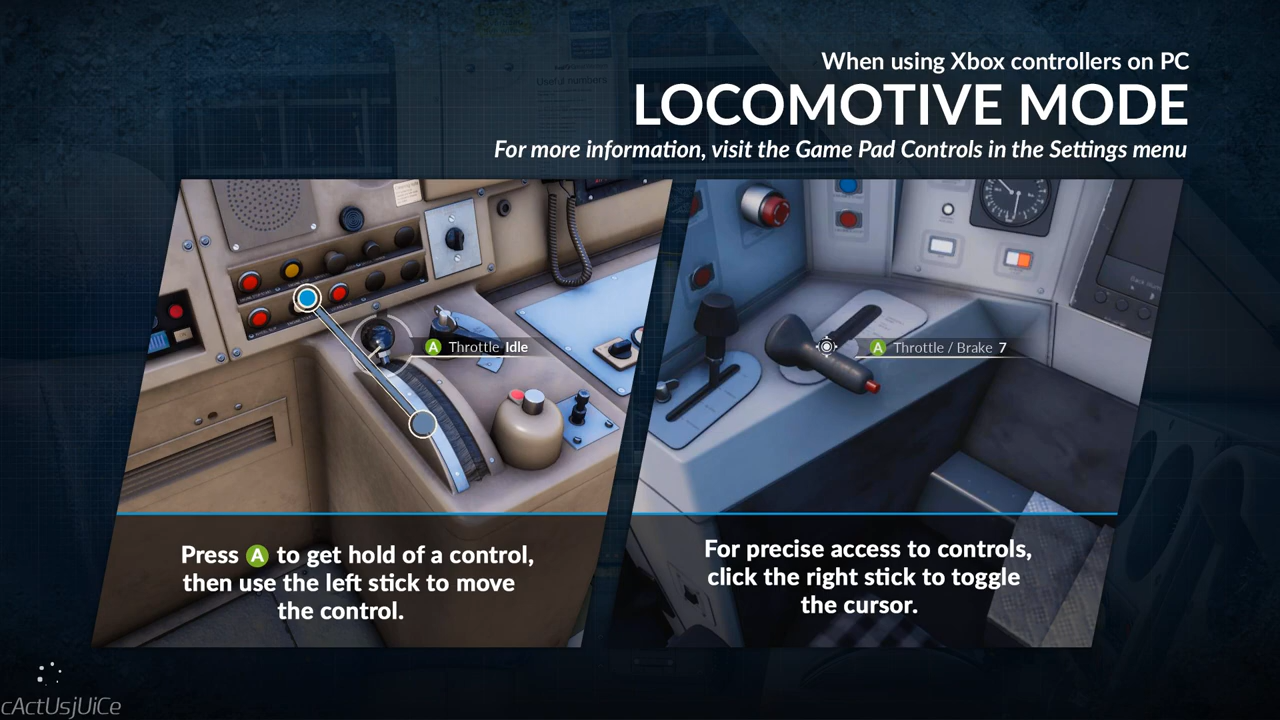 When using Xbox controllers on PC
LOCOMOTIVE MODE
For more information, visit the Game Pad Controls in the Settings menu
Useful numbers
A Throttle Idle
A Throttle / Brake 7
Press A to get hold of a control,
then use the left stick to move
the control.
For precise access to controls,
click the right stick to toggle
the cursor.
cActUsjUiCe